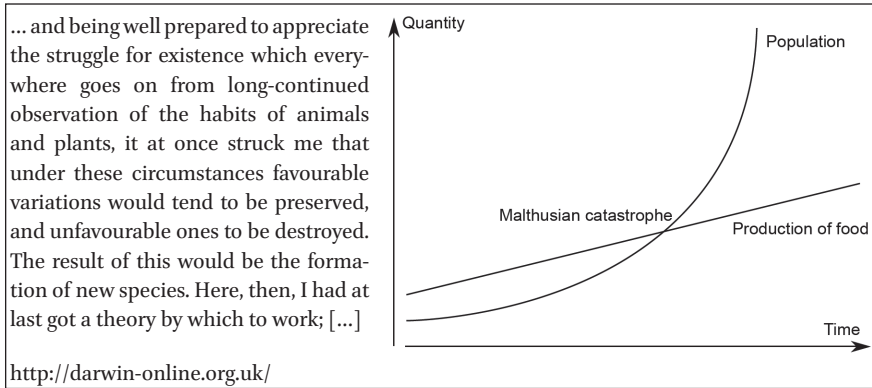 ... and being well prepared to appreciate
the struggle for existence which every-
where goes on from long-continued
observation of the habits of animals
and plants, it at once struck me that
under these circumstances favourable
variations would tend to be preserved,
and unfavourable ones to be destroyed.
The result of this would be the forma-
tion of new species. Here, then, I had at
last got a theory by which to work; [...]
http://darwin-online.org.uk/
Quantity
Population
Malthusian catastrophe
Production of food
Time